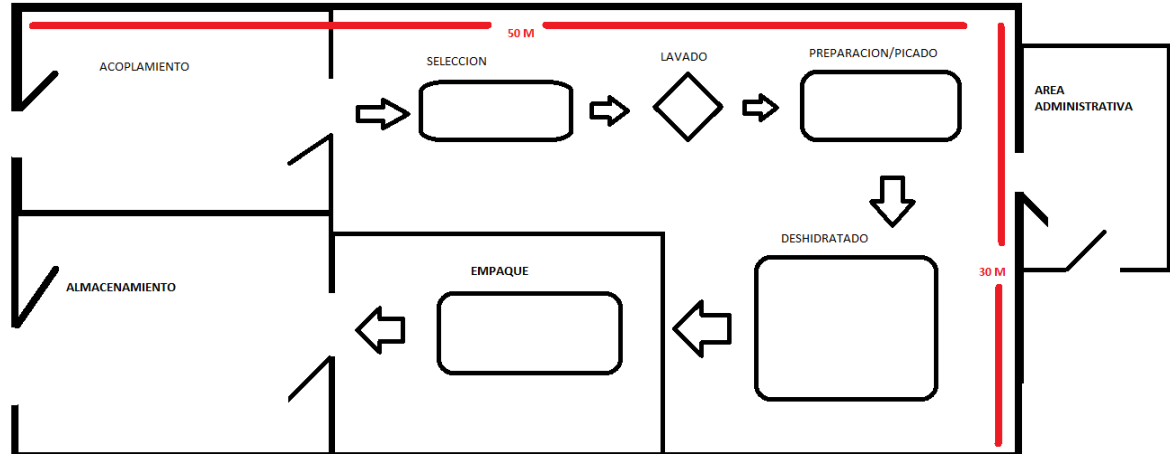 50 M
ACOPLAMIENTO
SELECCION
LAVADO
PREPARACION/PICADO
AREA
ADMINISTRATIVA
DESHIDRATADO
30 M
EMPAQUE
ALMACENAMIENTO